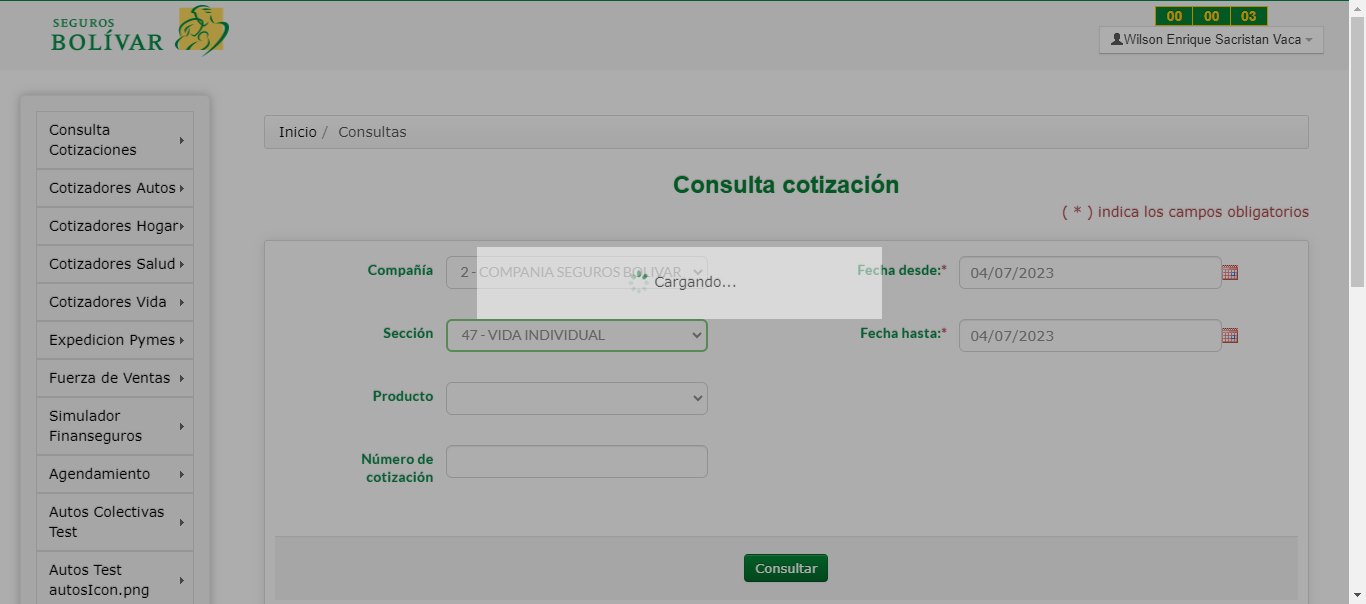 SEGUROS
BOLÍVAR
00 00 03
Wilson Enrique Sacristan Vaca
Consulta
Cotizaciones
Cotizadores Autos
Cotizadores Hogar
Cotizadores Salud
Cotizadores Vida
Expedicion Pymes
Fuerza de Ventas
Simulador
Finanseguros
Agendamiento
Autos Colectivas
Test
Autos Test
autosIcon.png
Inicio / Consultas
Consulta cotización
( * ) indica los campos obligatorios
Compañía
2 - COMPANIA SEGUROS BOLIVAR
Fecha desde:*
04/07/2023
Cargando...
Sección
47 - VIDA INDIVIDUAL
Fecha hasta:*
04/07/2023
Producto
Número de
cotización
Consultar